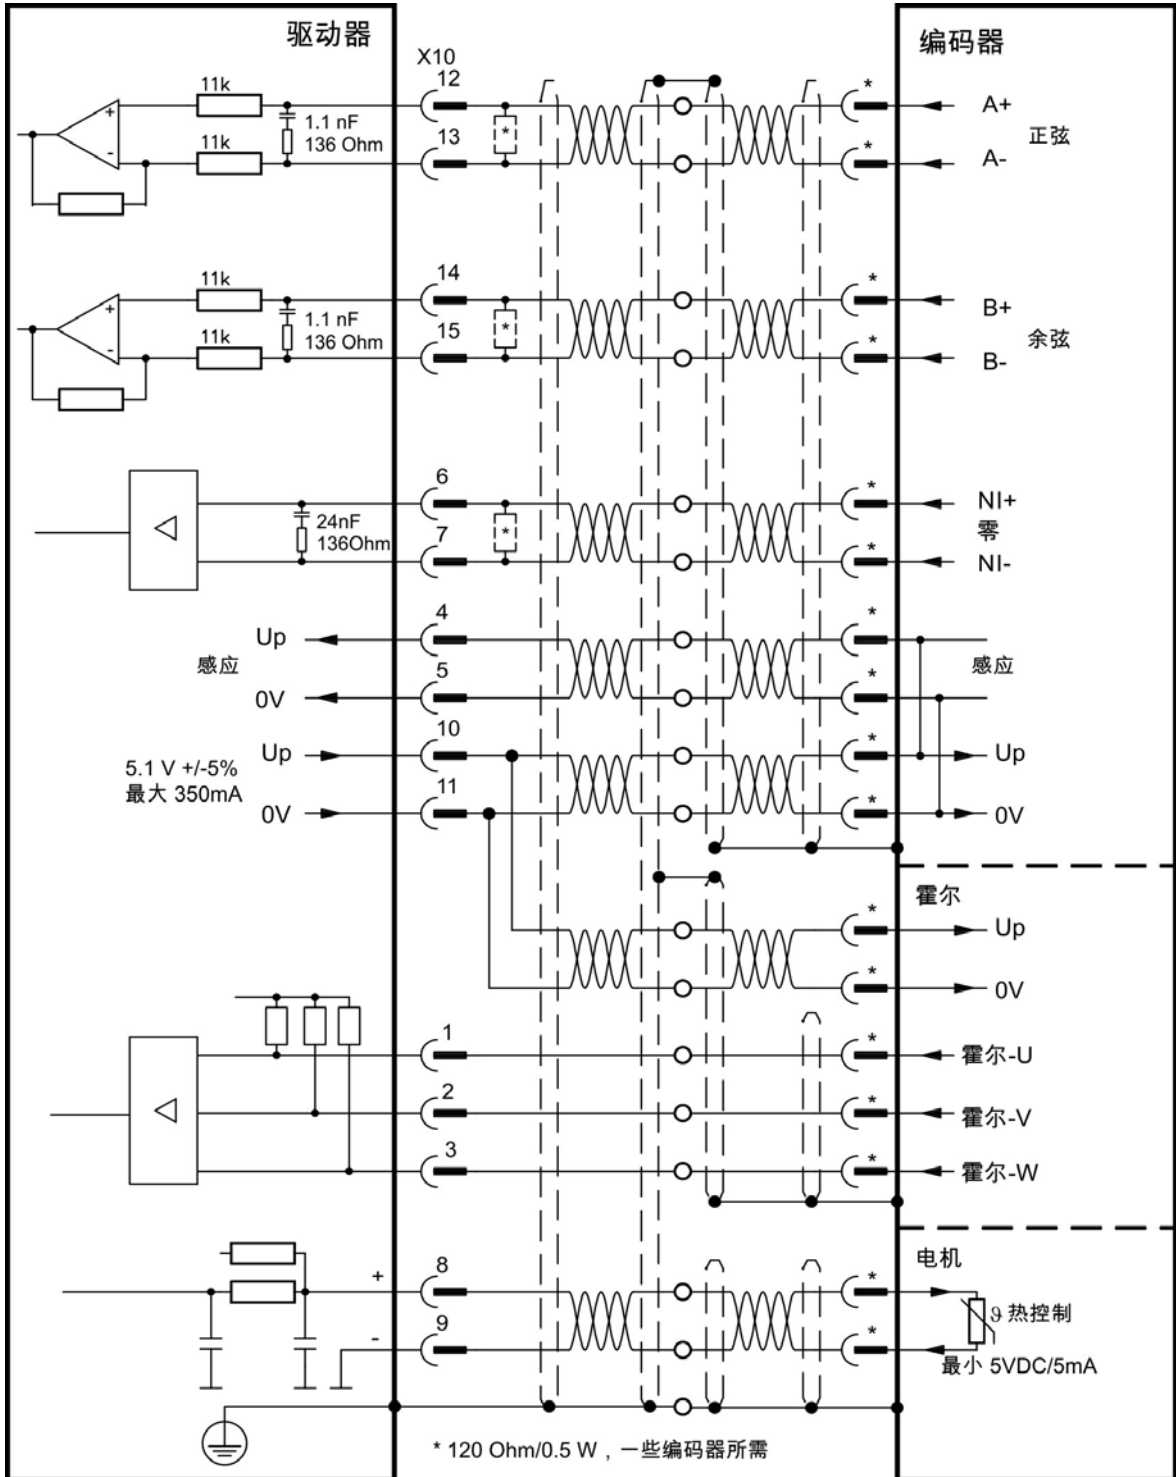 驱动器
编码器
X10
12
*
11k
A+
1.1 nF
136 Ohm
*
正弦
13
*
11k
A-
14
*
11k
B+
1.1 nF
136 Ohm
*
余弦
15
*
11k
B-
+
-
+
-
6
*
NI+
24nF
136Ohm
*
零
7
*
NI-
4
*
Up
感应
感应
5
*
0V
10
*
Up
Up
5.1 V +/-5%
最大 350mA
11
*
0V
0V
霍尔
*
Up
*
0V
1
*
霍尔-U
2
*
霍尔-V
3
*
霍尔-W
电机
8
*
+
ϑ 热控制
9
*
-
最小 5VDC/5mA
* 120 Ohm/0.5 W，一些编码器所需